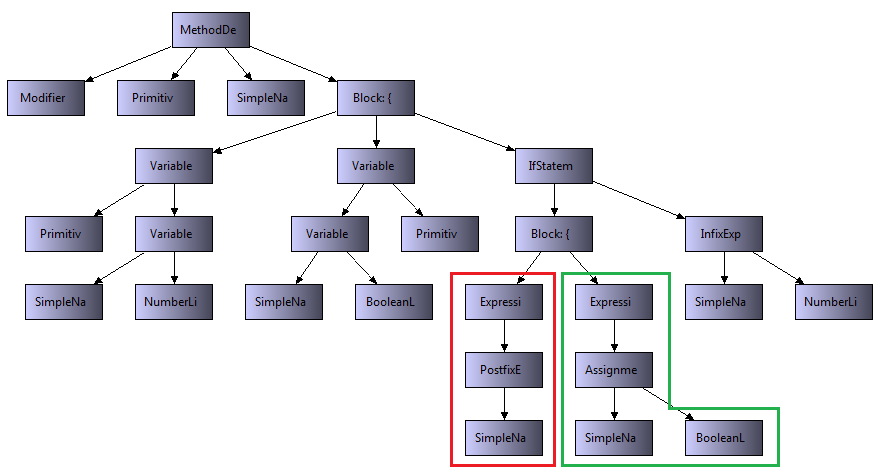 MethodDe
Modifier
Primitiv
SimpleNa
Block: {
Variable
Variable
IfStatem
Primitiv
Variable
Variable
Primitiv
Block: {
InfixExp
SimpleNa
NumberLi
SimpleNa
BooleanL
Expressi
Expressi
SimpleNa
NumberLi
PostfixE
Assignme
SimpleNa
SimpleNa
BooleanL